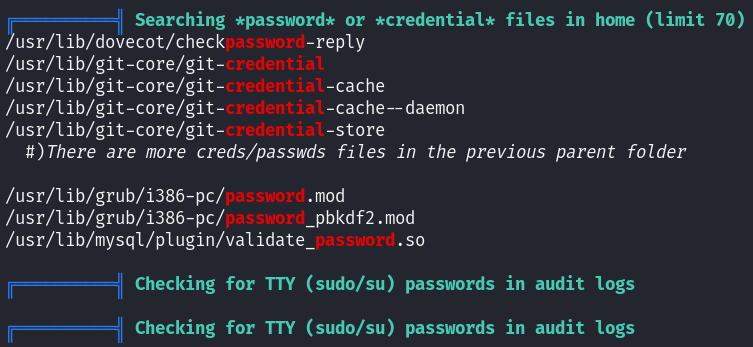 ╔══════════╣ Searching *password* or *credential* files in home (limit 70)
/usr/lib/dovecot/checkpassword-reply
/usr/lib/git-core/git-credential
/usr/lib/git-core/git-credential-cache
/usr/lib/git-core/git-credential-cache--daemon
/usr/lib/git-core/git-credential-store
  #)There are more creds/passwds files in the previous parent folder

/usr/lib/grub/i386-pc/password.mod
/usr/lib/grub/i386-pc/password_pbkdf2.mod
/usr/lib/mysql/plugin/validate_password.so

╔══════════╣ Checking for TTY (sudo/su) passwords in audit logs

╔══════════╣ Checking for TTY (sudo/su) passwords in audit logs